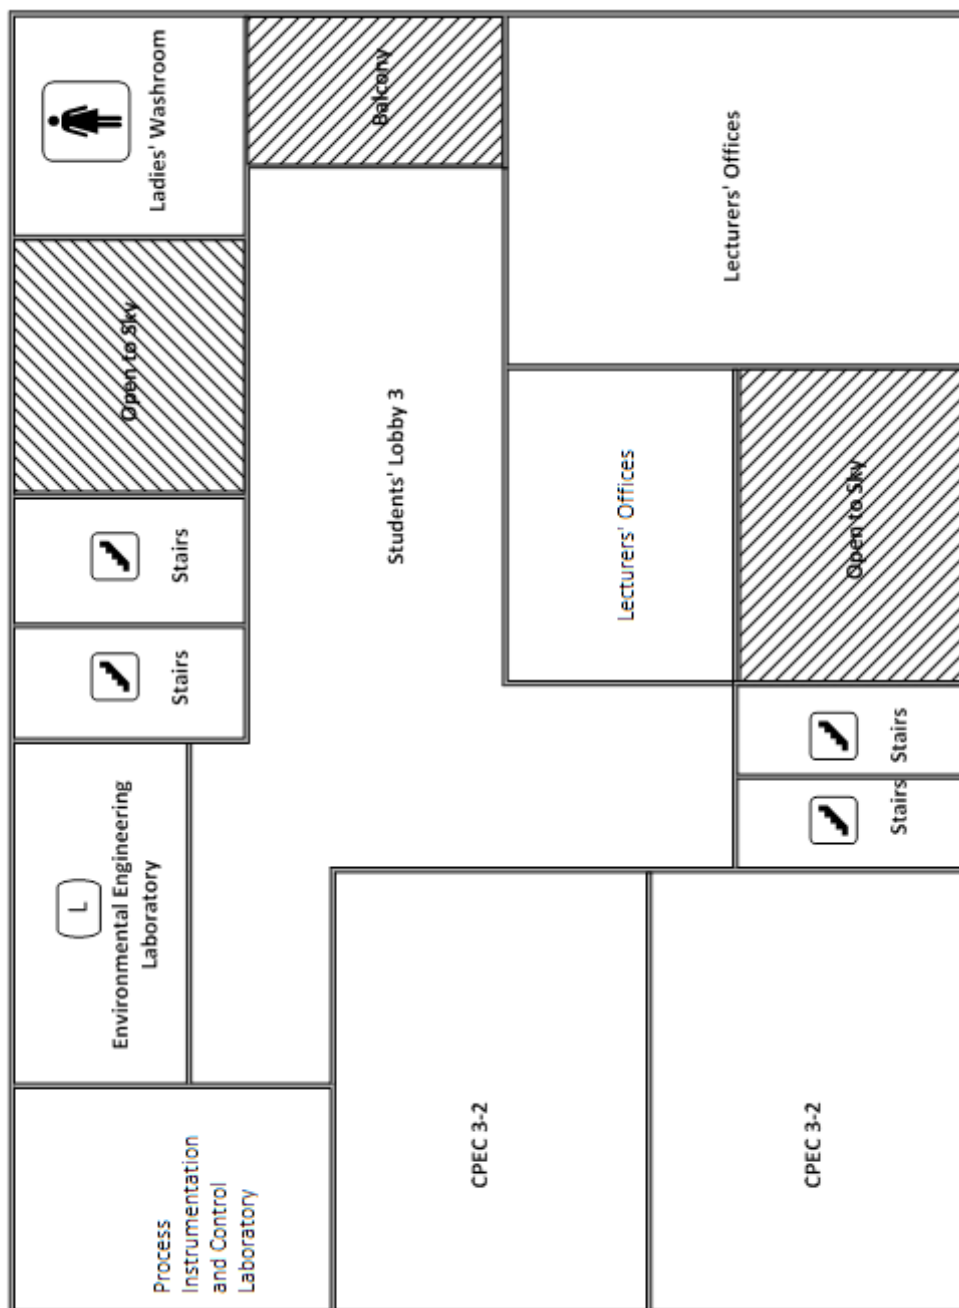 Ladies' Washroom
Balcony
Lecturers' Offices
Open to Sky
Students' Lobby 3
Lecturers' Offices
Open to Sky
Stairs
Stairs
Stairs
Stairs
L
Environmental Engineering
Laboratory
Process
Instrumentation
and Control
Laboratory
CPEC 3-2
CPEC 3-2